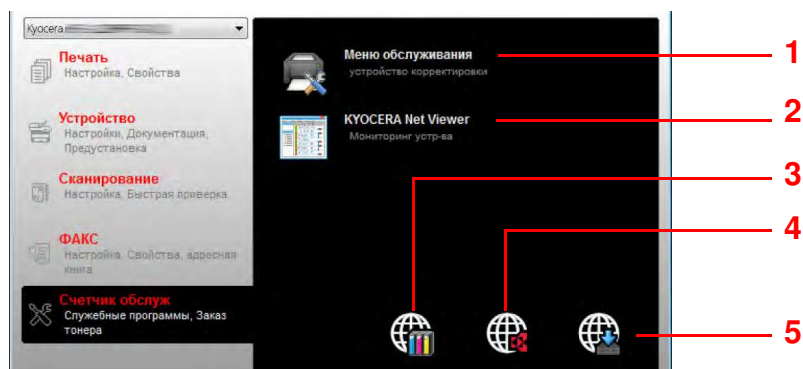 Kyocera
Печать
Настройка, Свойства
Устройство
Настройки, Документация,
Предустановка
Сканирование
Настройка, Быстрая проверка
ФАКС
Настройка, Свойства, адресная
книга
Счетчик обслуж
Служебные программы, Заказ
тонера
Меню обслуживания
устройство корректировки
KYOCERA Net Viewer
Мониторинг устр-ва
1
2
3
4
5